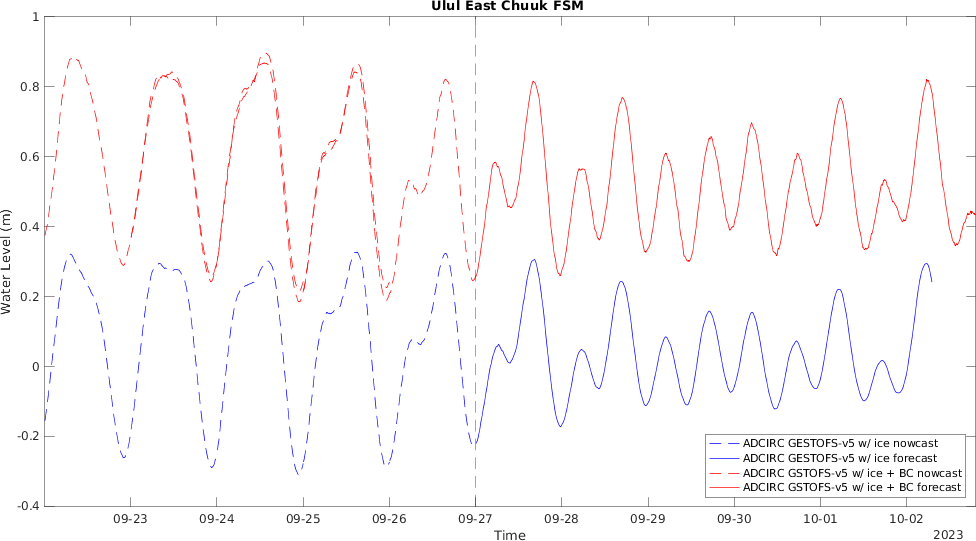 Ulul East Chuuk FSM
1
0.8
0.6
0.4
0.2
0
-0.2
-0.4
Water Level (m)
ADCIRC GESTOFS-v5 w/ ice nowcast
ADCIRC GESTOFS-v5 w/ ice forecast
ADCIRC GSTOFS-v5 w/ ice + BC nowcast
ADCIRC GSTOFS-v5 w/ ice + BC forecast
09-23 09-24 09-25 09-26 09-27 09-28 09-29 09-30 10-01 10-02
Time
2023